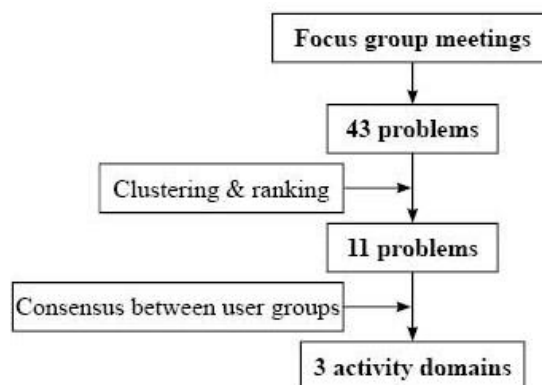 Focus group meetings
43 problems
Clustering & ranking
11 problems
Consensus between user groups
3 activity domains